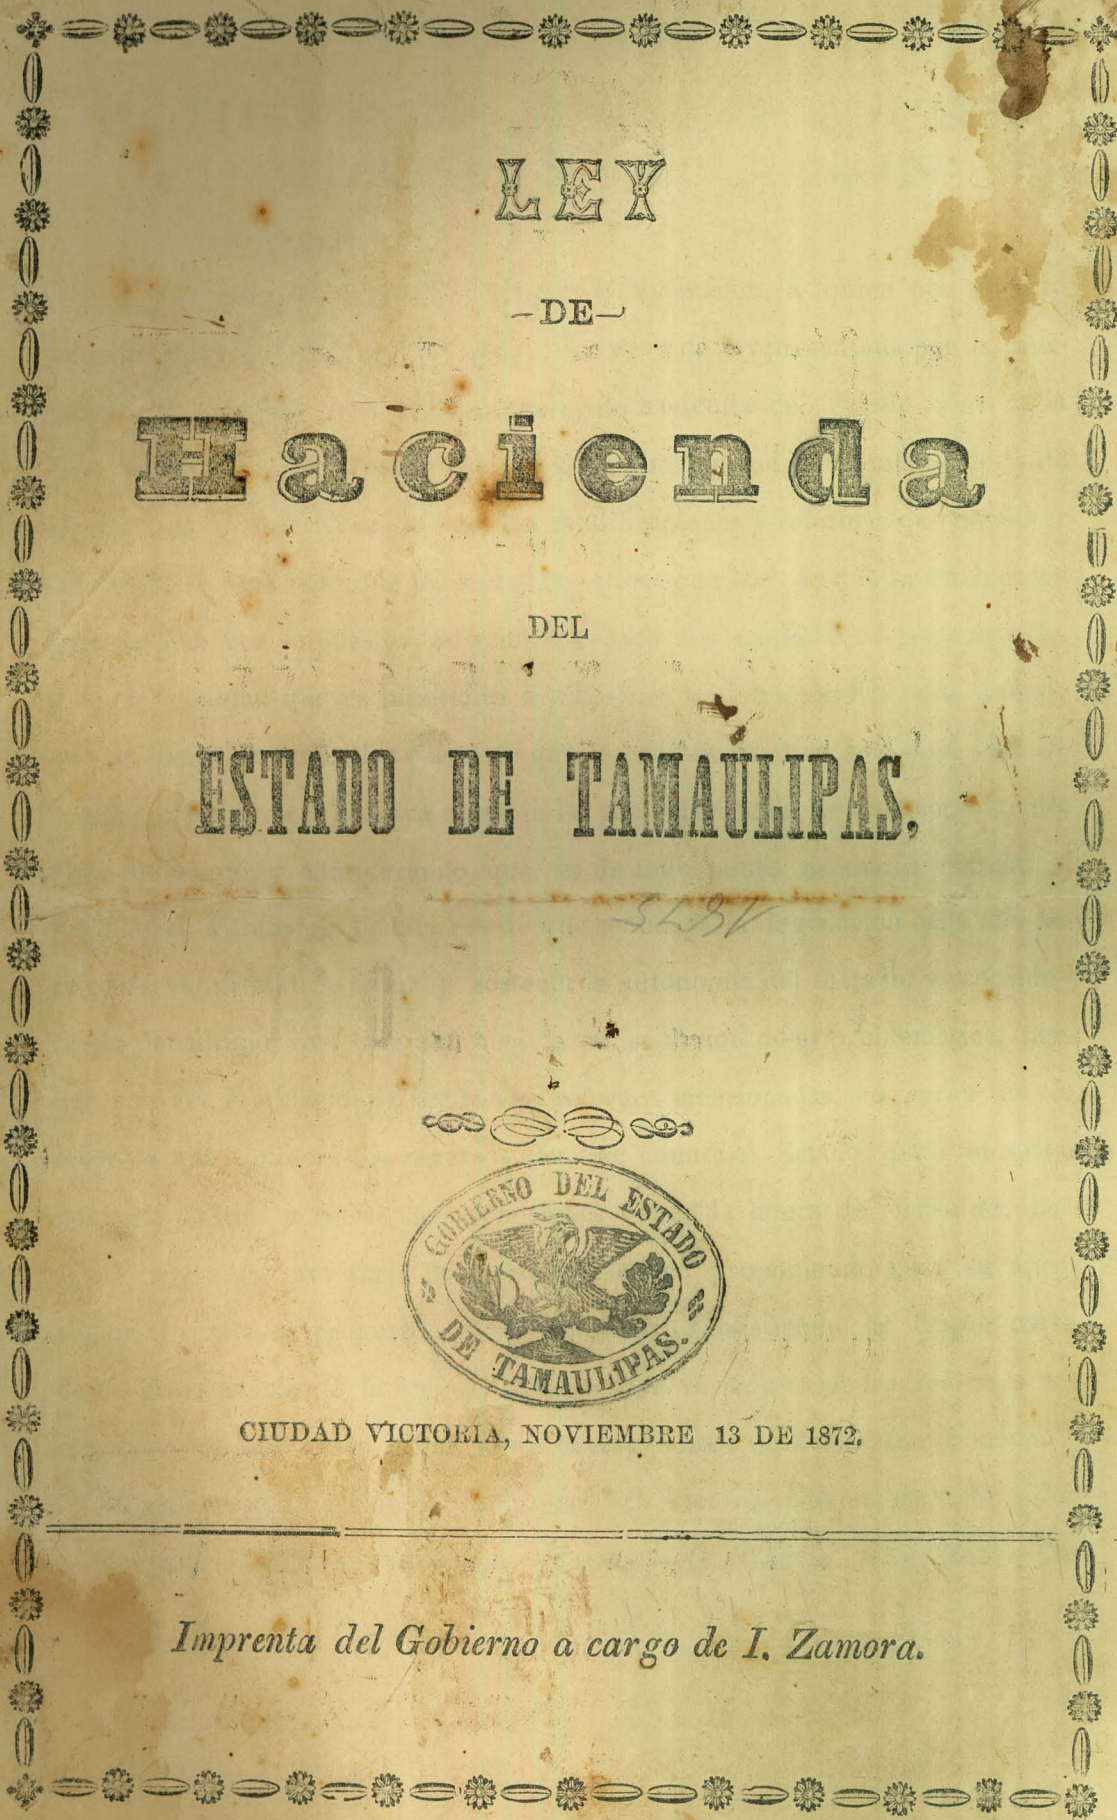 LEY
—DE—
Hacienda
DEL
ESTADO DE TAMAULIPAS,
GOBIERNO DEL ESTADO
DE TAMAULIPAS.
CIUDAD VICTORIA, NOVIEMBRE 13 DE 1872.
Imprenta del Gobierno a cargo de I. Zamora.